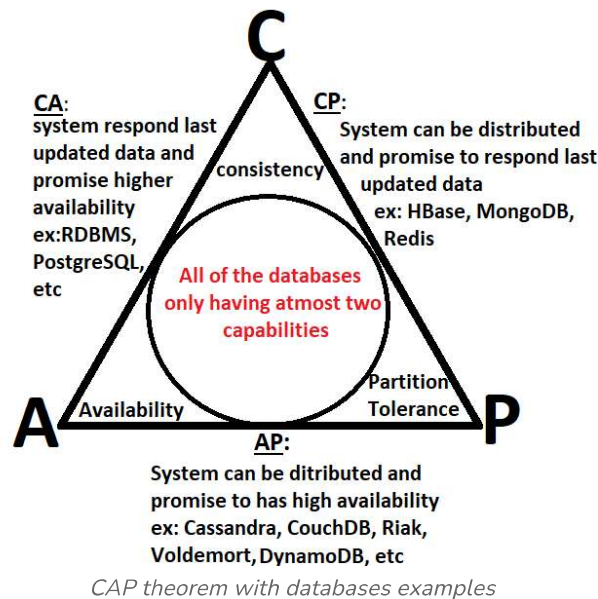 C
CA:
system respond last
updated data and
promise higher
availability
ex:RDBMS,
PostgreSQL,
etc
CP:
System can be distributed
and promise to respond last
updated data
ex: HBase, MongoDB,
Redis
consistency
All of the databases
only having atmost two
capabilities
A
Availability
Partition
Tolerance
P
AP:
System can be ditributed and
promise to has high availability
ex: Cassandra, CouchDB, Riak,
Voldemort, DynamoDB, etc
CAP theorem with databases examples